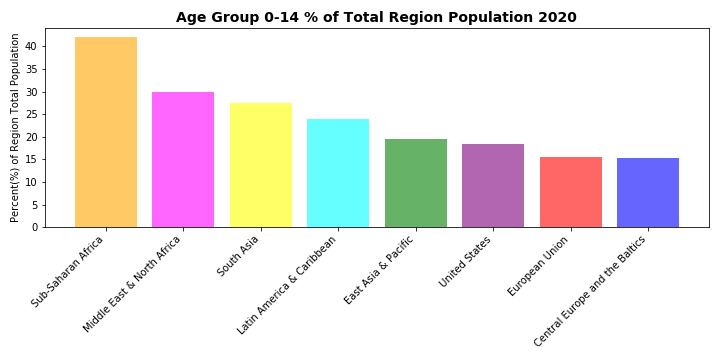 Age Group 0-14 % of Total Region Population 2020
Percent(%) of Region Total Population
40
35
30
25
20
15
10
5
0
Sub-Saharan Africa
Middle East & North Africa
South Asia
Latin America & Caribbean
East Asia & Pacific
United States
European Union
Central Europe and the Baltics